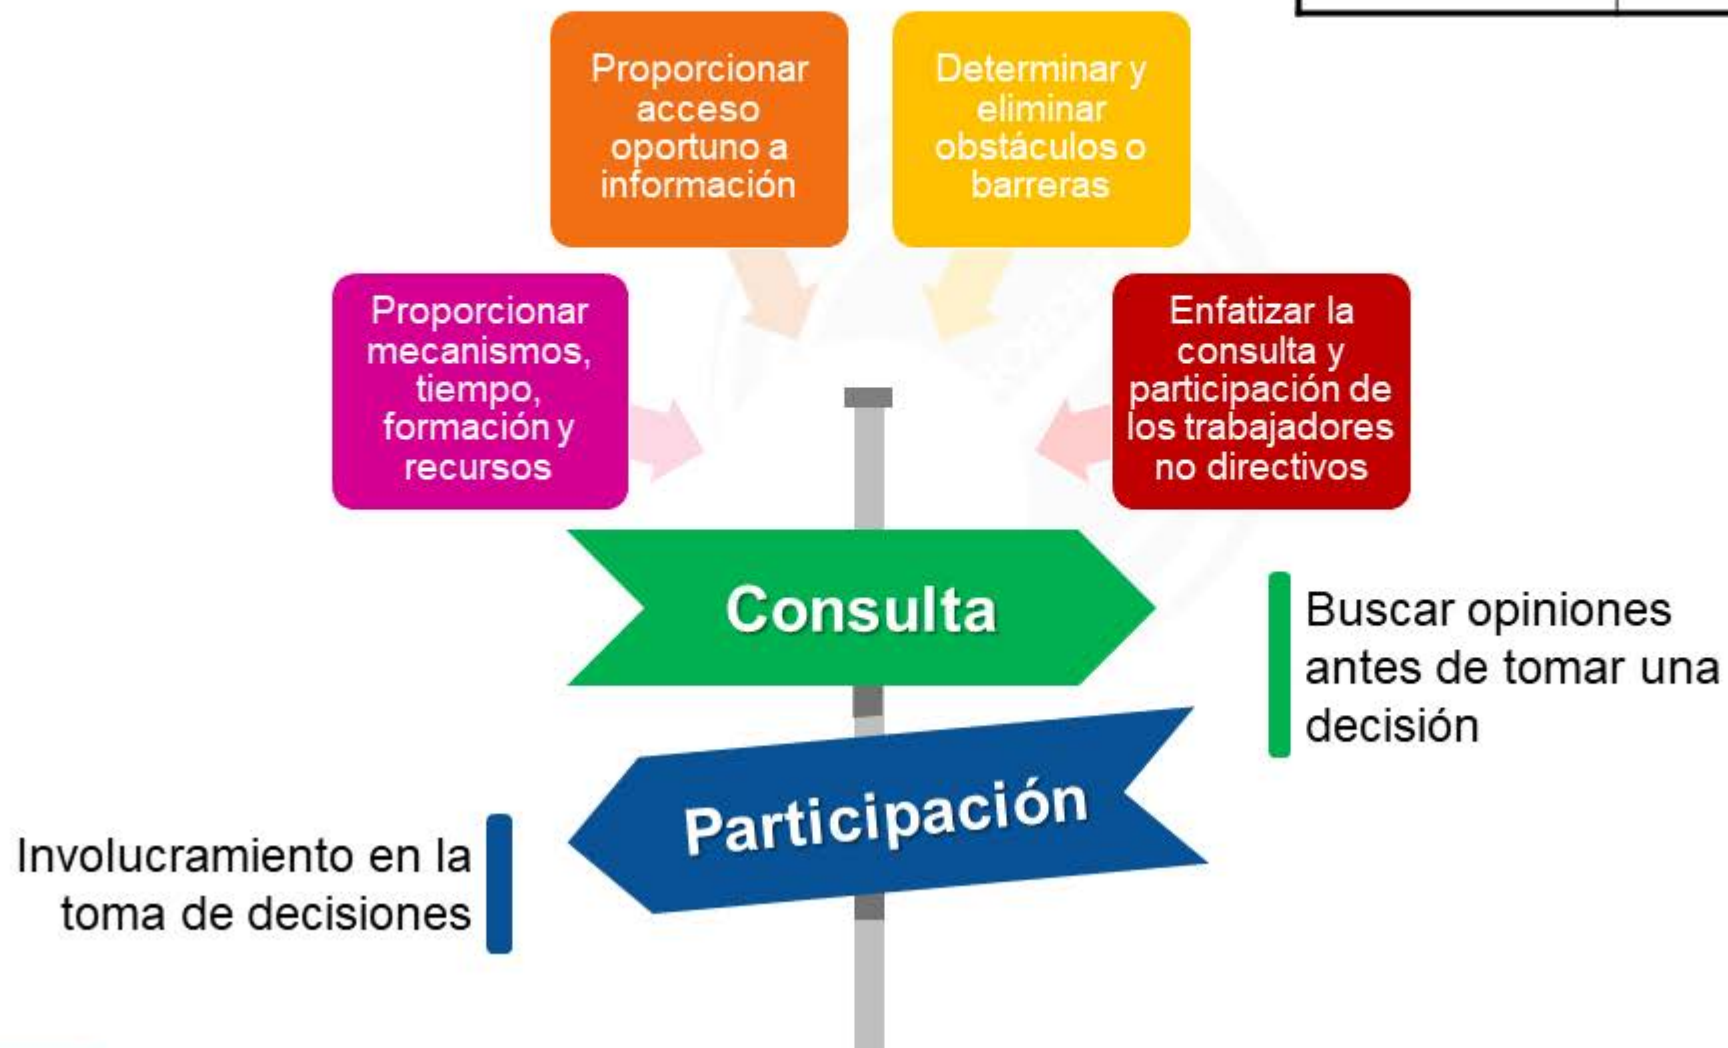 Proporcionar
acceso
oportuno a
información
Determinar y
eliminar
obstáculos o
barreras
Proporcionar
mecanismos,
tiempo,
formación y
recursos
Enfatizar la
consulta y
participación de
los trabajadores
no directivos
Consulta
Buscar opiniones
antes de tomar una
decisión
Participación
Involucramiento en la
toma de decisiones